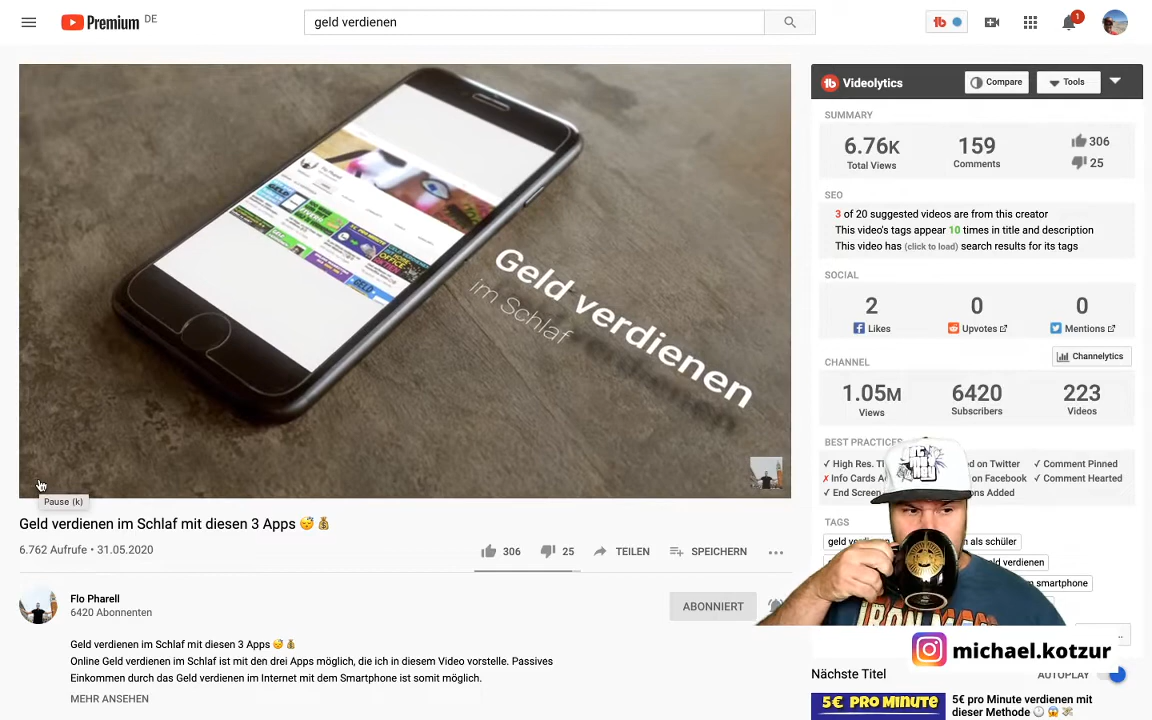 Premium DE
geld verdienen
1
Geld verdienen
im Schlaf
Pause (k)
Geld verdienen im Schlaf mit diesen 3 Apps 😴💰
6.762 Aufrufe • 31.05.2020
306
25
TEILEN
SPEICHERN
Flo Pharell
6420 Abonnenten
ABONNIERT
Geld verdienen im Schlaf mit diesen 3 Apps 😴💰
Online Geld verdienen im Schlaf ist mit den drei Apps möglich, die ich in diesem Video vorstelle. Passives
Einkommen durch das Geld verdienen im Internet mit dem Smartphone ist somit möglich.
MEHR ANSEHEN
Videolytics
Compare
Tools
SUMMARY
6.76K
Total Views
159
Comments
306
25
SEO
3 of 20 suggested videos are from this creator
This video's tags appear 10 times in title and description
This video has (click to load) search results for its tags
SOCIAL
2
Likes
0
Upvotes
0
Mentions
CHANNEL
Channelytics
1.05M
Views
6420
Subscribers
223
Videos
BEST PRACTICES
✓ High Res. on Twitter ✓ Comment Pinned
✗ Info Cards on Facebook ✓ Comment Hearted
✓ End Screen Added
TAGS
geld als schüler
verdienen
smartphone
IRON
michael.kotzur
Nächste Titel
AUTOPLAY
5€ PRO MINUTE
5€ pro Minute verdienen mit
dieser Methode